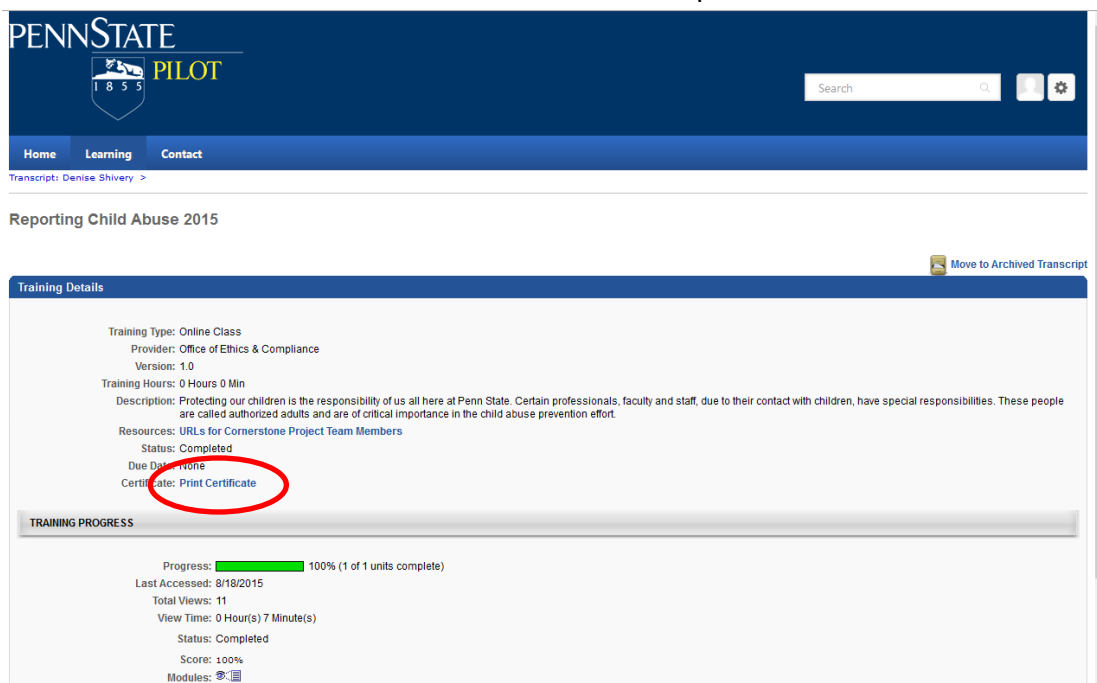 PENNSTATE
PILOT
1855
Search
Home Learning Contact
Transcript: Denise Shivery >
Reporting Child Abuse 2015
Move to Archived Transcript
Training Details
Training Type: Online Class
Provider: Office of Ethics & Compliance
Version: 1.0
Training Hours: 0 Hours 0 Min
Description: Protecting our children is the responsibility of us all here at Penn State. Certain professionals, faculty and staff, due to their contact with children, have special responsibilities. These people
are called authorized adults and are of critical importance in the child abuse prevention effort.
Resources: URLs for Cornerstone Project Team Members
Status: Completed
Due Date: None
Certificate: Print Certificate
TRAINING PROGRESS
Progress: 100% (1 of 1 units complete)
Last Accessed: 8/18/2015
Total Views: 11
View Time: 0 Hour(s) 7 Minute(s)
Status: Completed
Score: 100%
Modules: